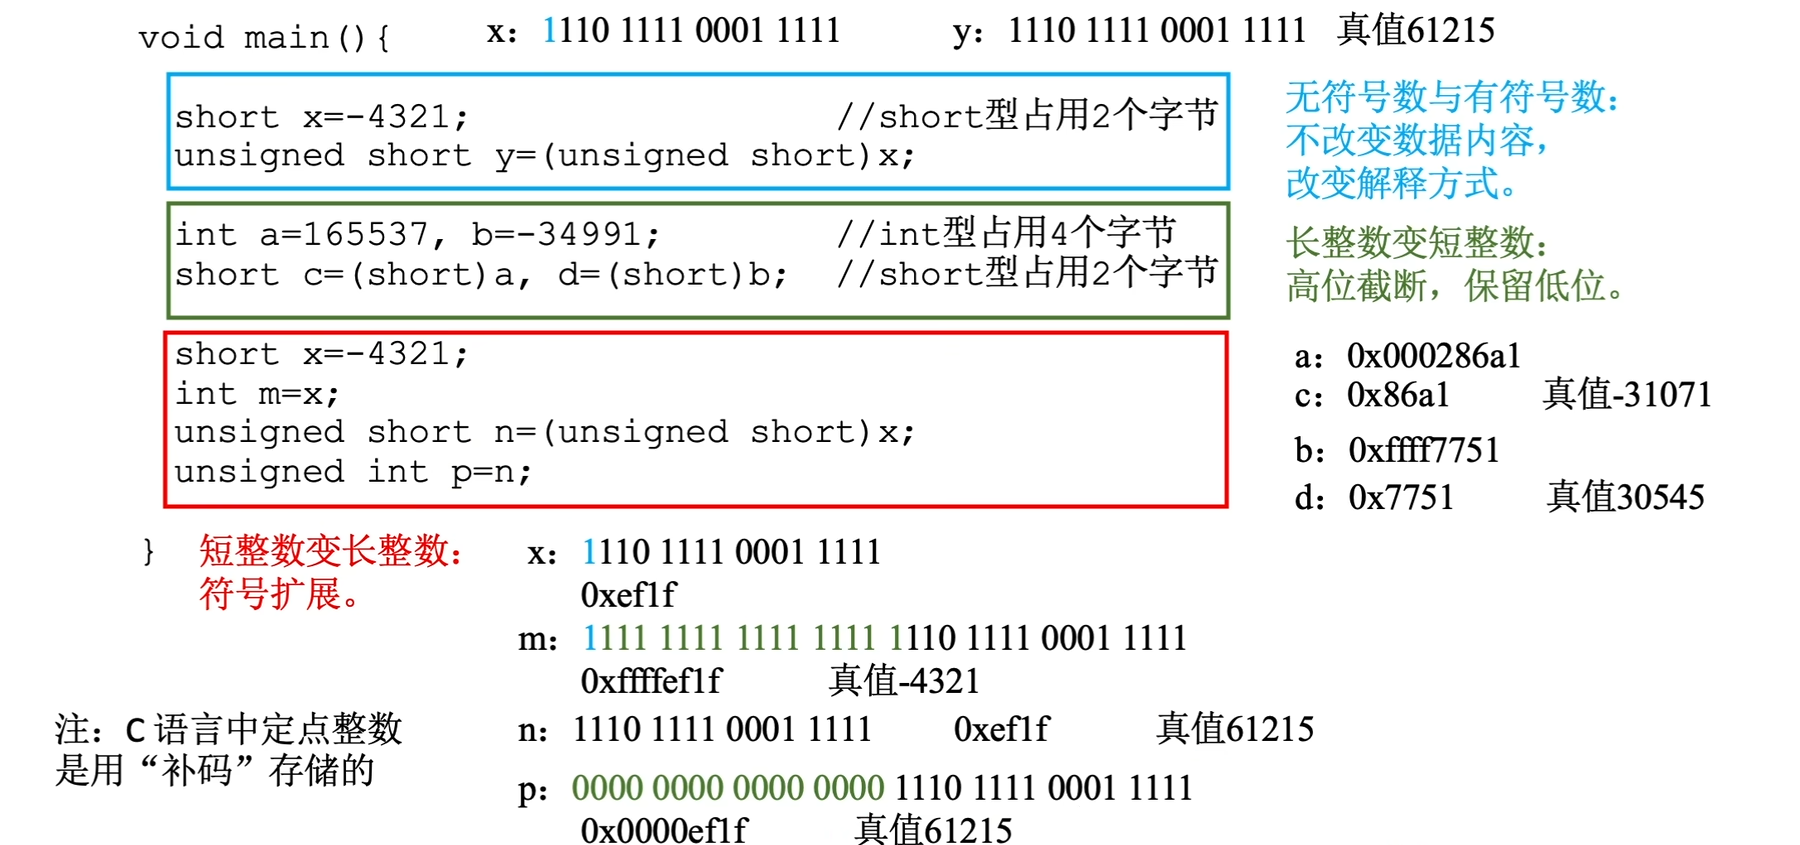 void main(){ x：1110 1111 0001 1111 y：1110 1111 0001 1111 真值61215
short x=-4321; //short型占用2个字节
unsigned short y=(unsigned short)x;
无符号数与有符号数：
不改变数据内容，
改变解释方式。
int a=165537, b=-34991; //int型占用4个字节
short c=(short)a, d=(short)b; //short型占用2个字节
长整数变短整数：
高位截断，保留低位。
a：0x000286a1
c：0x86a1 真值-31071
b：0xffff7751
d：0x7751 真值30545
short x=-4321;
int m=x;
unsigned short n=(unsigned short)x;
unsigned int p=n;
}
短整数变长整数：
符号扩展。
x：1110 1111 0001 1111
0xef1f
m：1111 1111 1111 1111 1110 1111 0001 1111
0xffffef1f 真值-4321
n：1110 1111 0001 1111 0xef1f 真值61215
p：0000 0000 0000 0000 1110 1111 0001 1111
0x0000ef1f 真值61215
注：C 语言中定点整数
是用“补码”存储的